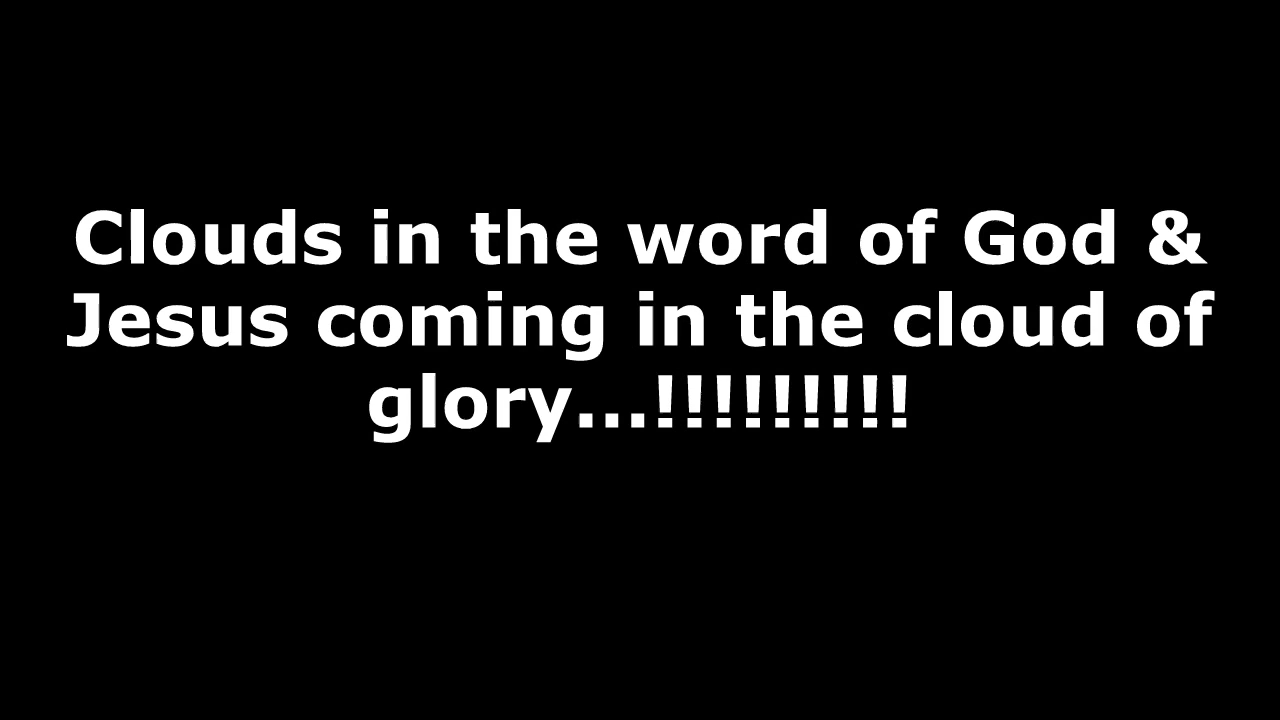 Clouds in the word of God &
Jesus coming in the cloud of
glory...!!!!!!!!!